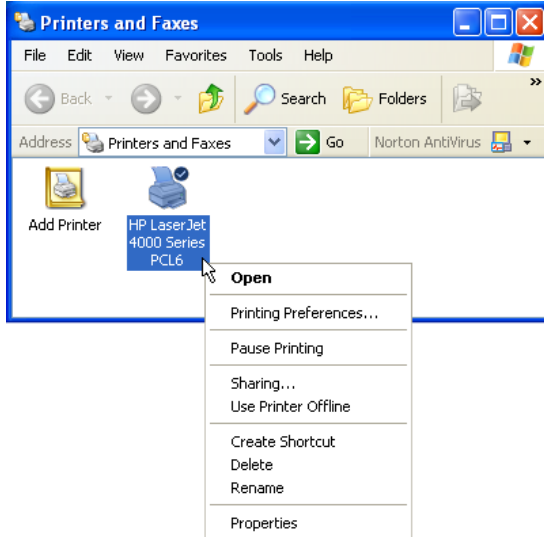 Printers and Faxes
File Edit View Favorites Tools Help
Back Search Folders »
Address Printers and Faxes Go Norton AntiVirus
Add Printer
HP LaserJet
4000 Series
PCL6
Open
Printing Preferences...
Pause Printing
Sharing...
Use Printer Offline
Create Shortcut
Delete
Rename
Properties